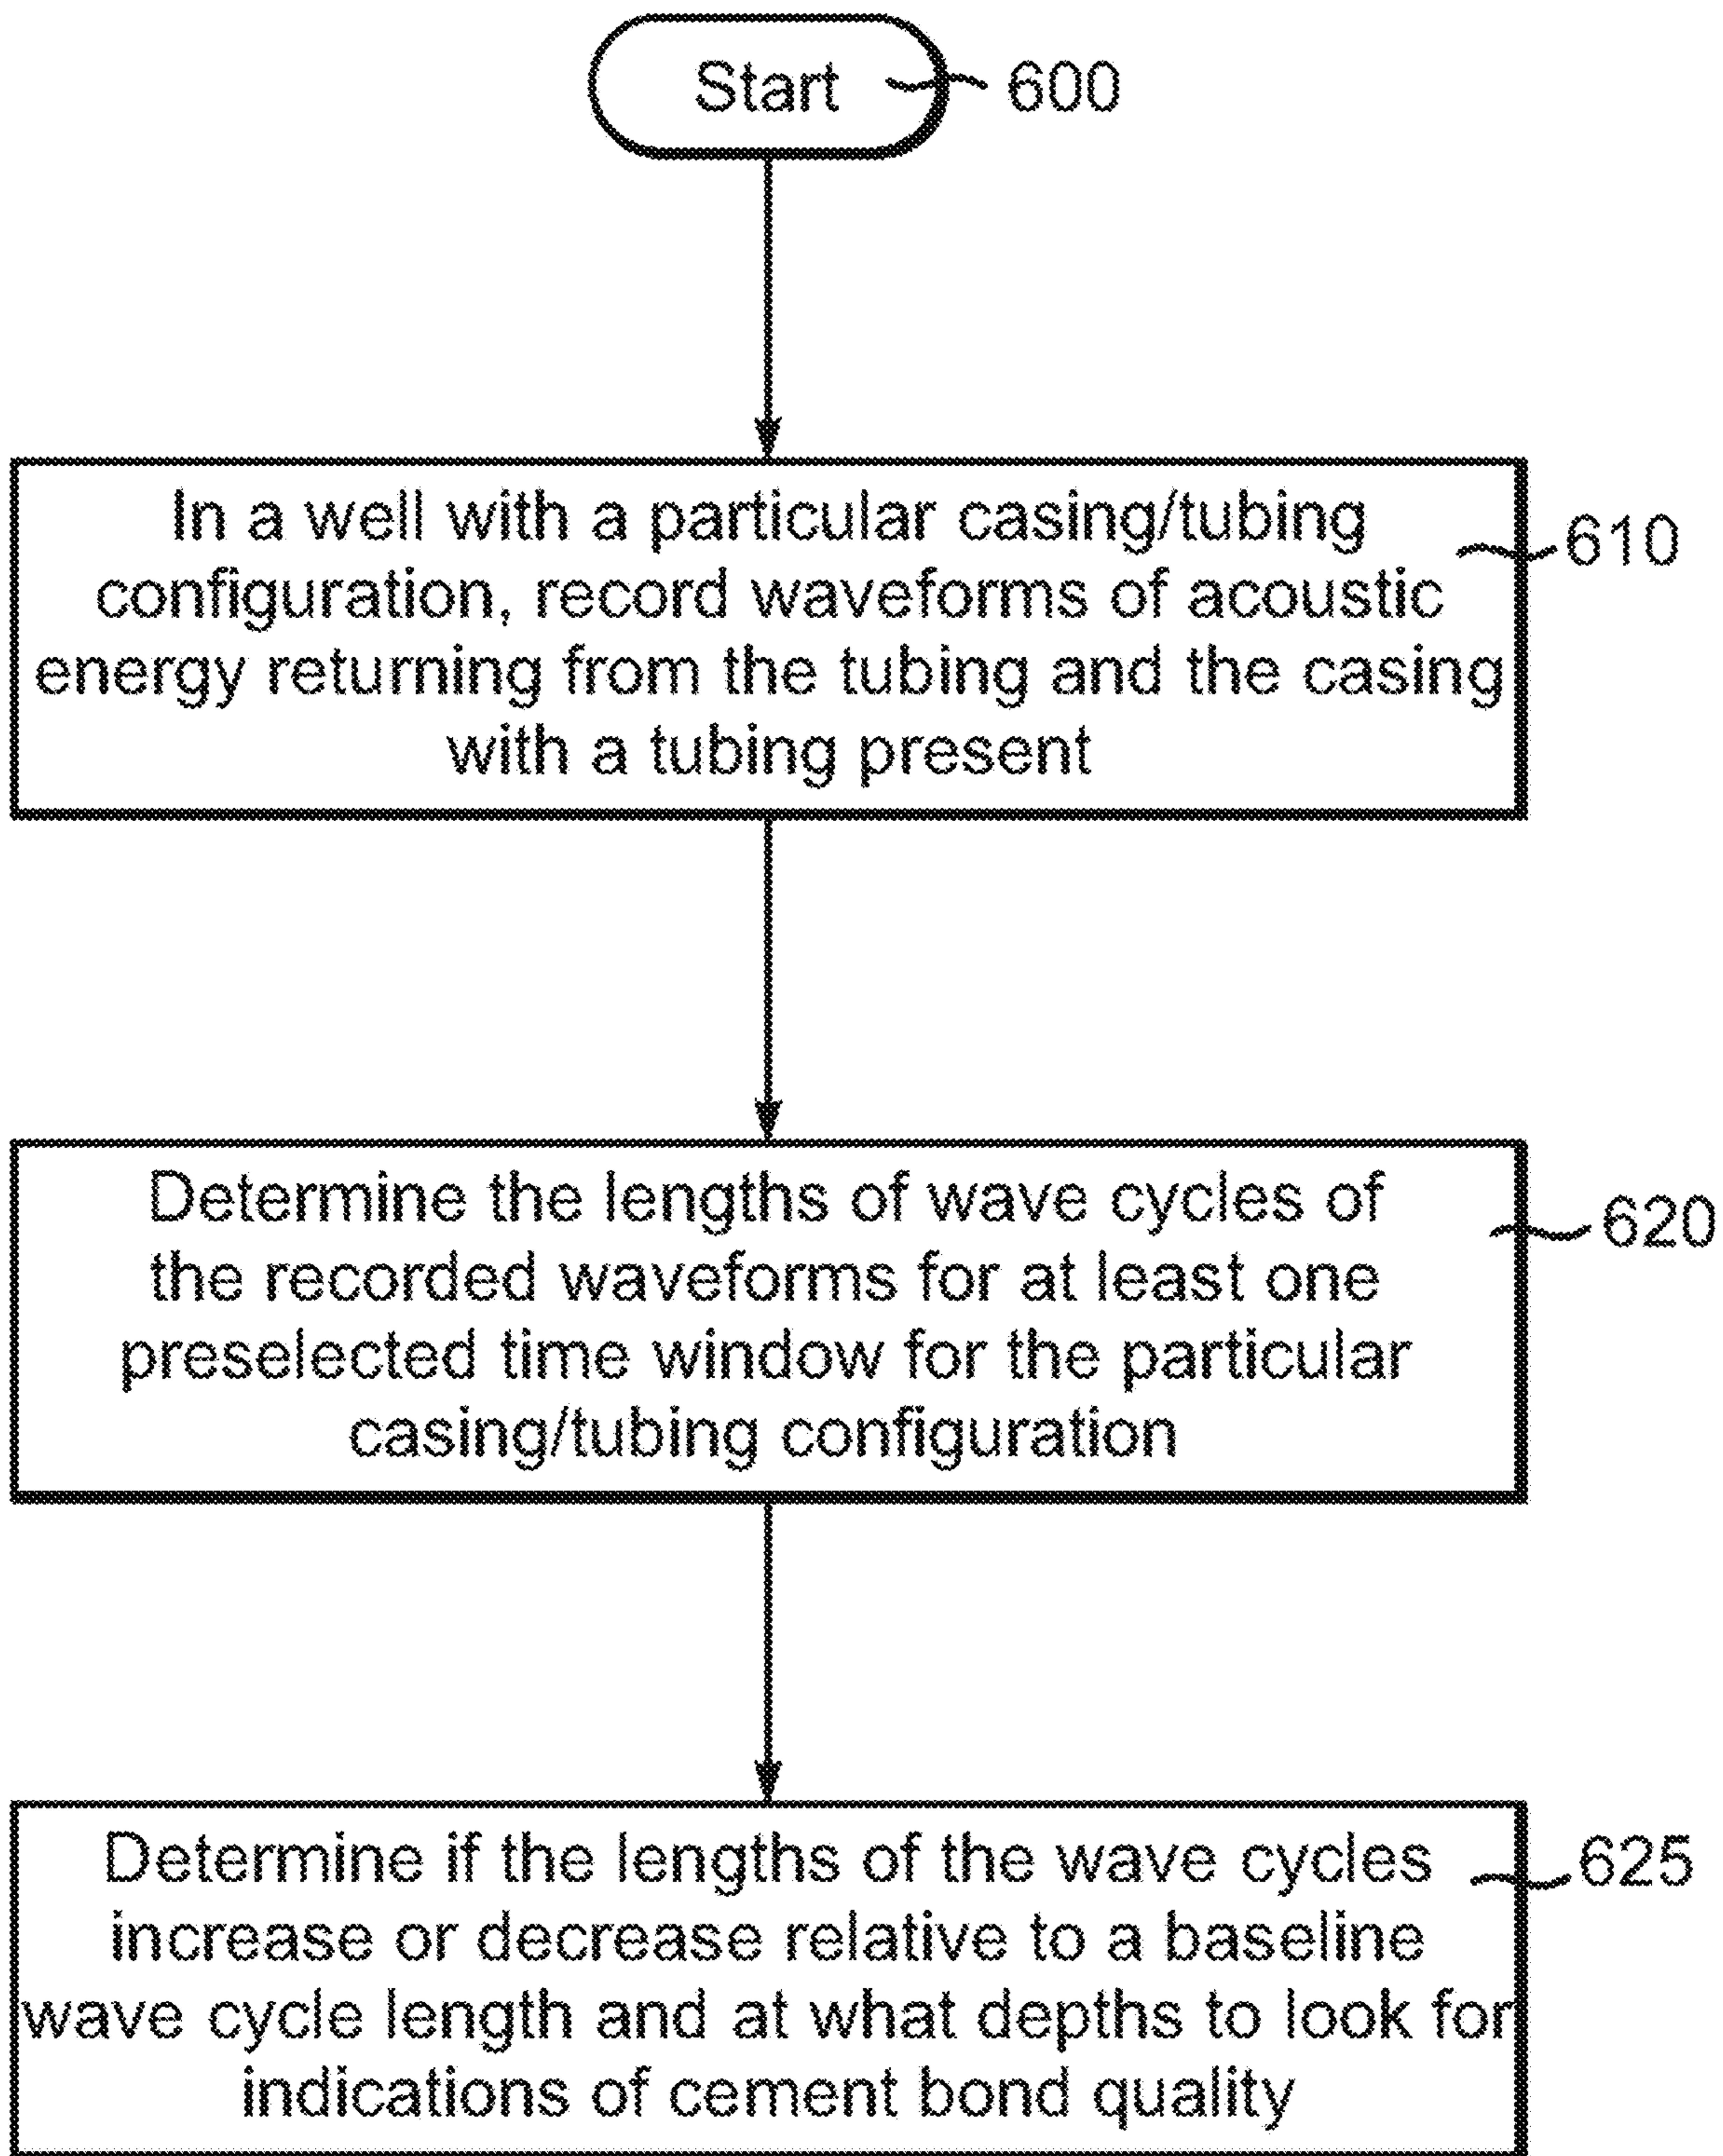 Start 600
In a well with a particular casing/tubing 610
configuration, record waveforms of acoustic
energy returning from the tubing and the casing
with a tubing present
Determine the lengths of wave cycles of 620
the recorded waveforms for at least one
preselected time window for the particular
casing/tubing configuration
Determine if the lengths of the wave cycles 625
increase or decrease relative to a baseline
wave cycle length and at what depths to look for
indications of cement bond quality